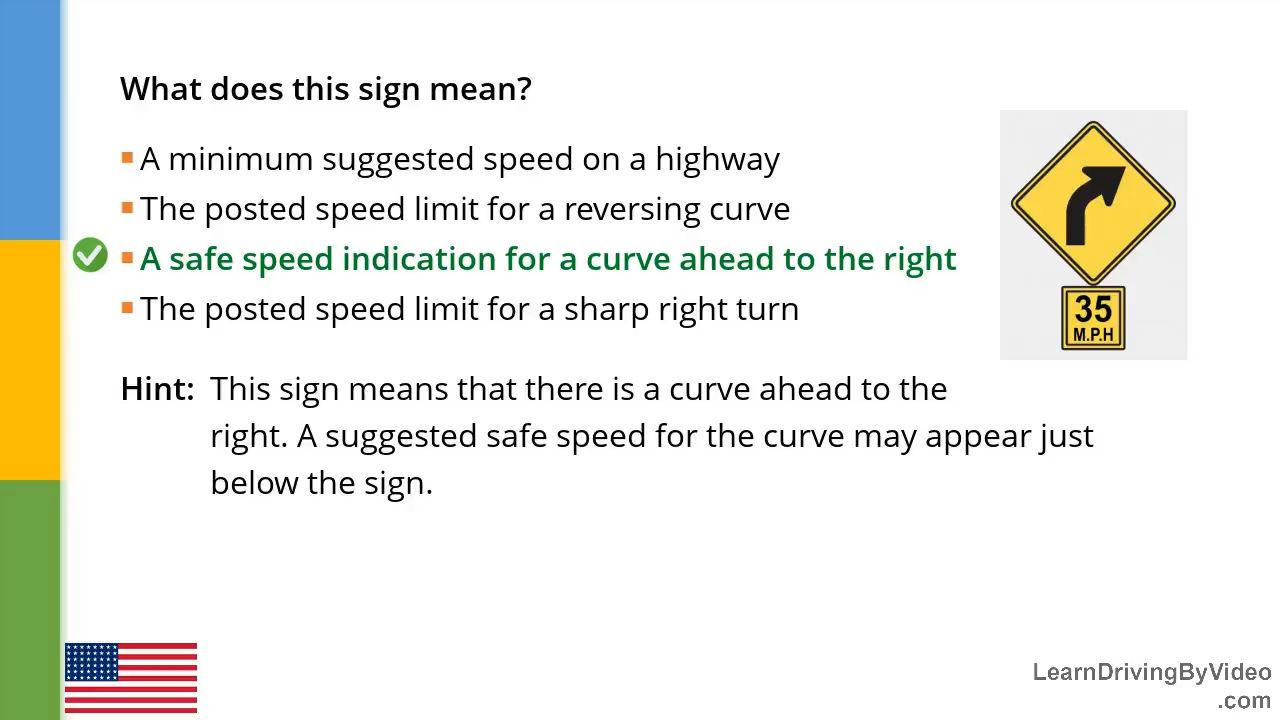 What does this sign mean?
A minimum suggested speed on a highway
The posted speed limit for a reversing curve
A safe speed indication for a curve ahead to the right
The posted speed limit for a sharp right turn
35
M.P.H
Hint: This sign means that there is a curve ahead to the
right. A suggested safe speed for the curve may appear just
below the sign.
LearnDrivingByVideo
.com